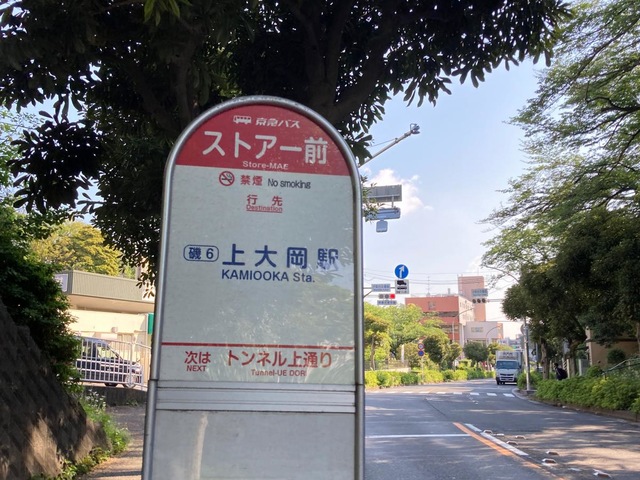 京急バス
ストアー前
Store-MAE
禁煙 No smoking
行先
Destination
磯6 上大岡駅
KAMIOOKA Sta.
次は トンネル上通り
NEXT Tunnel-UE DORI